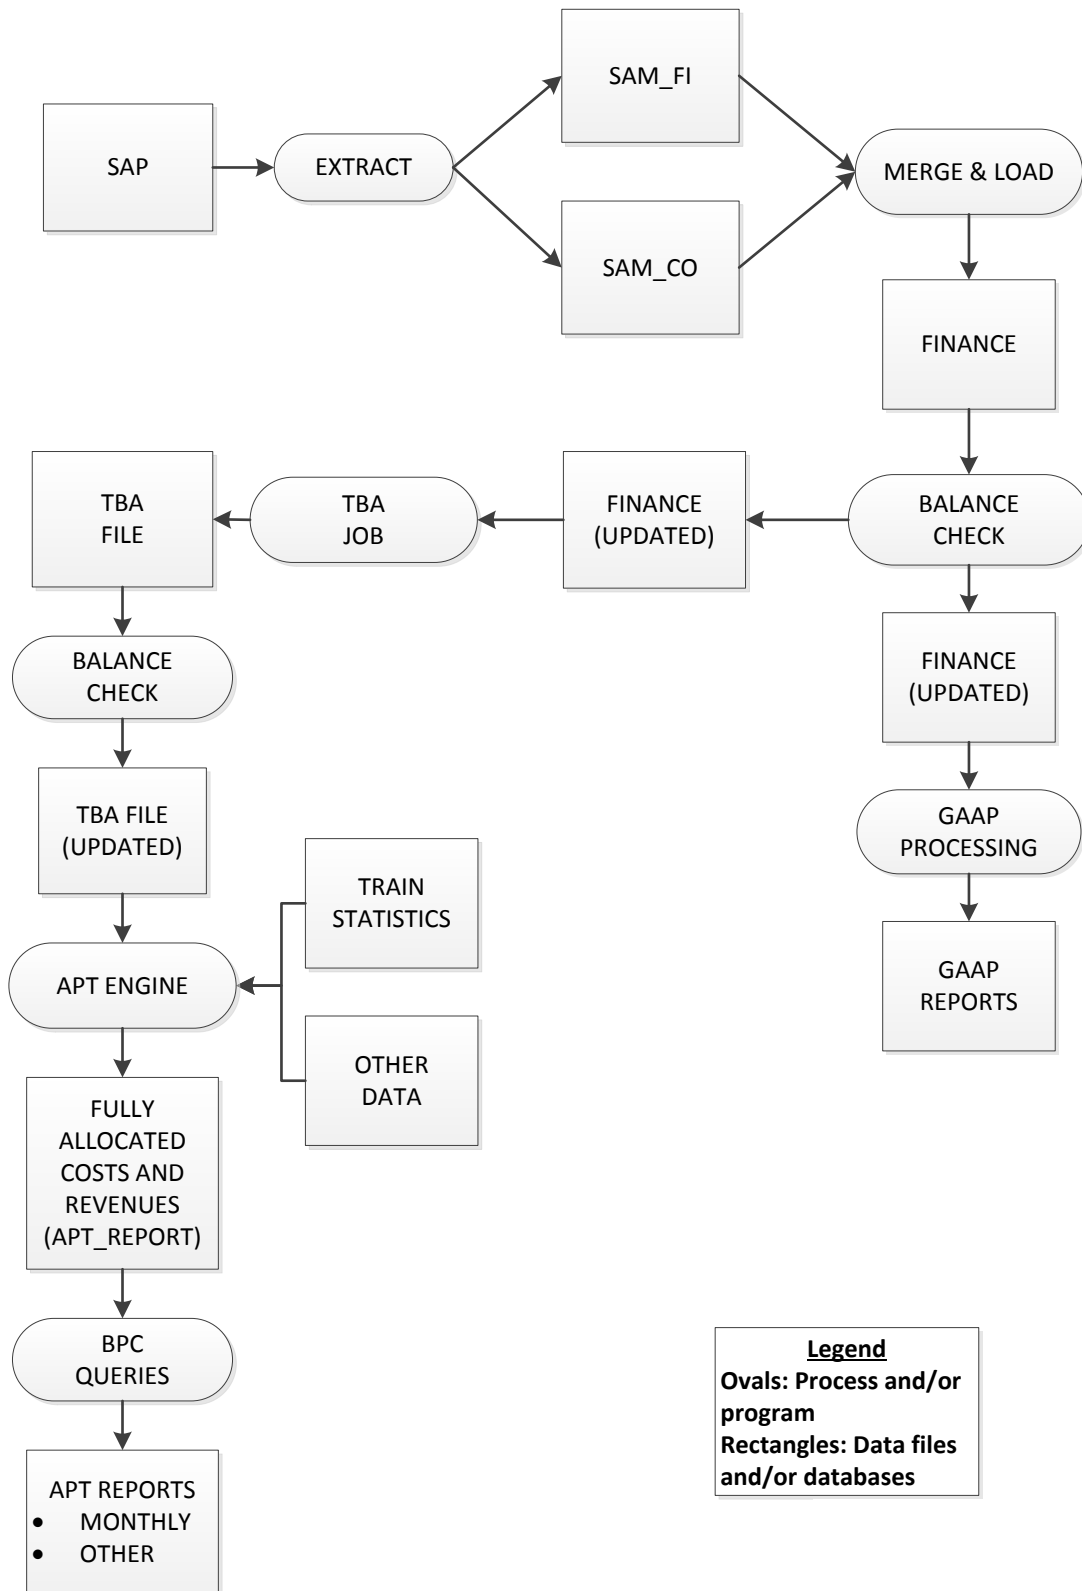 SAP
EXTRACT
SAM_FI
SAM_CO
MERGE & LOAD
FINANCE
BALANCE
CHECK
FINANCE
(UPDATED)
TBA
JOB
TBA
FILE
BALANCE
CHECK
TBA FILE
(UPDATED)
FINANCE
(UPDATED)
GAAP
PROCESSING
GAAP
REPORTS
TRAIN
STATISTICS
APT ENGINE
OTHER
DATA
FULLY
ALLOCATED
COSTS AND
REVENUES
(APT_REPORT)
BPC
QUERIES
APT REPORTS
• MONTHLY
• OTHER
Legend
Ovals: Process and/or
program
Rectangles: Data files
and/or databases